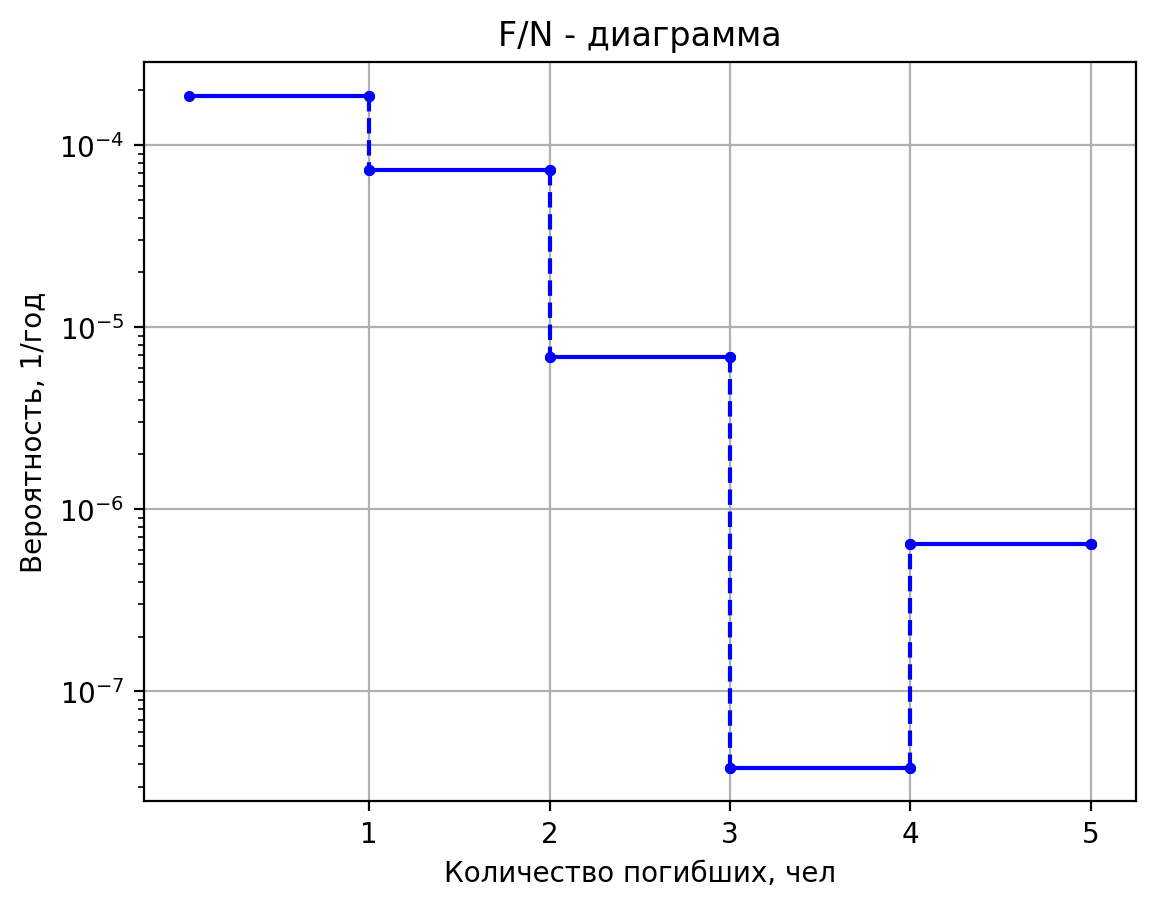 F/N - диаграмма
Вероятность, 1/год
10⁻⁴
10⁻⁵
10⁻⁶
10⁻⁷
1 2 3 4 5
Количество погибших, чел